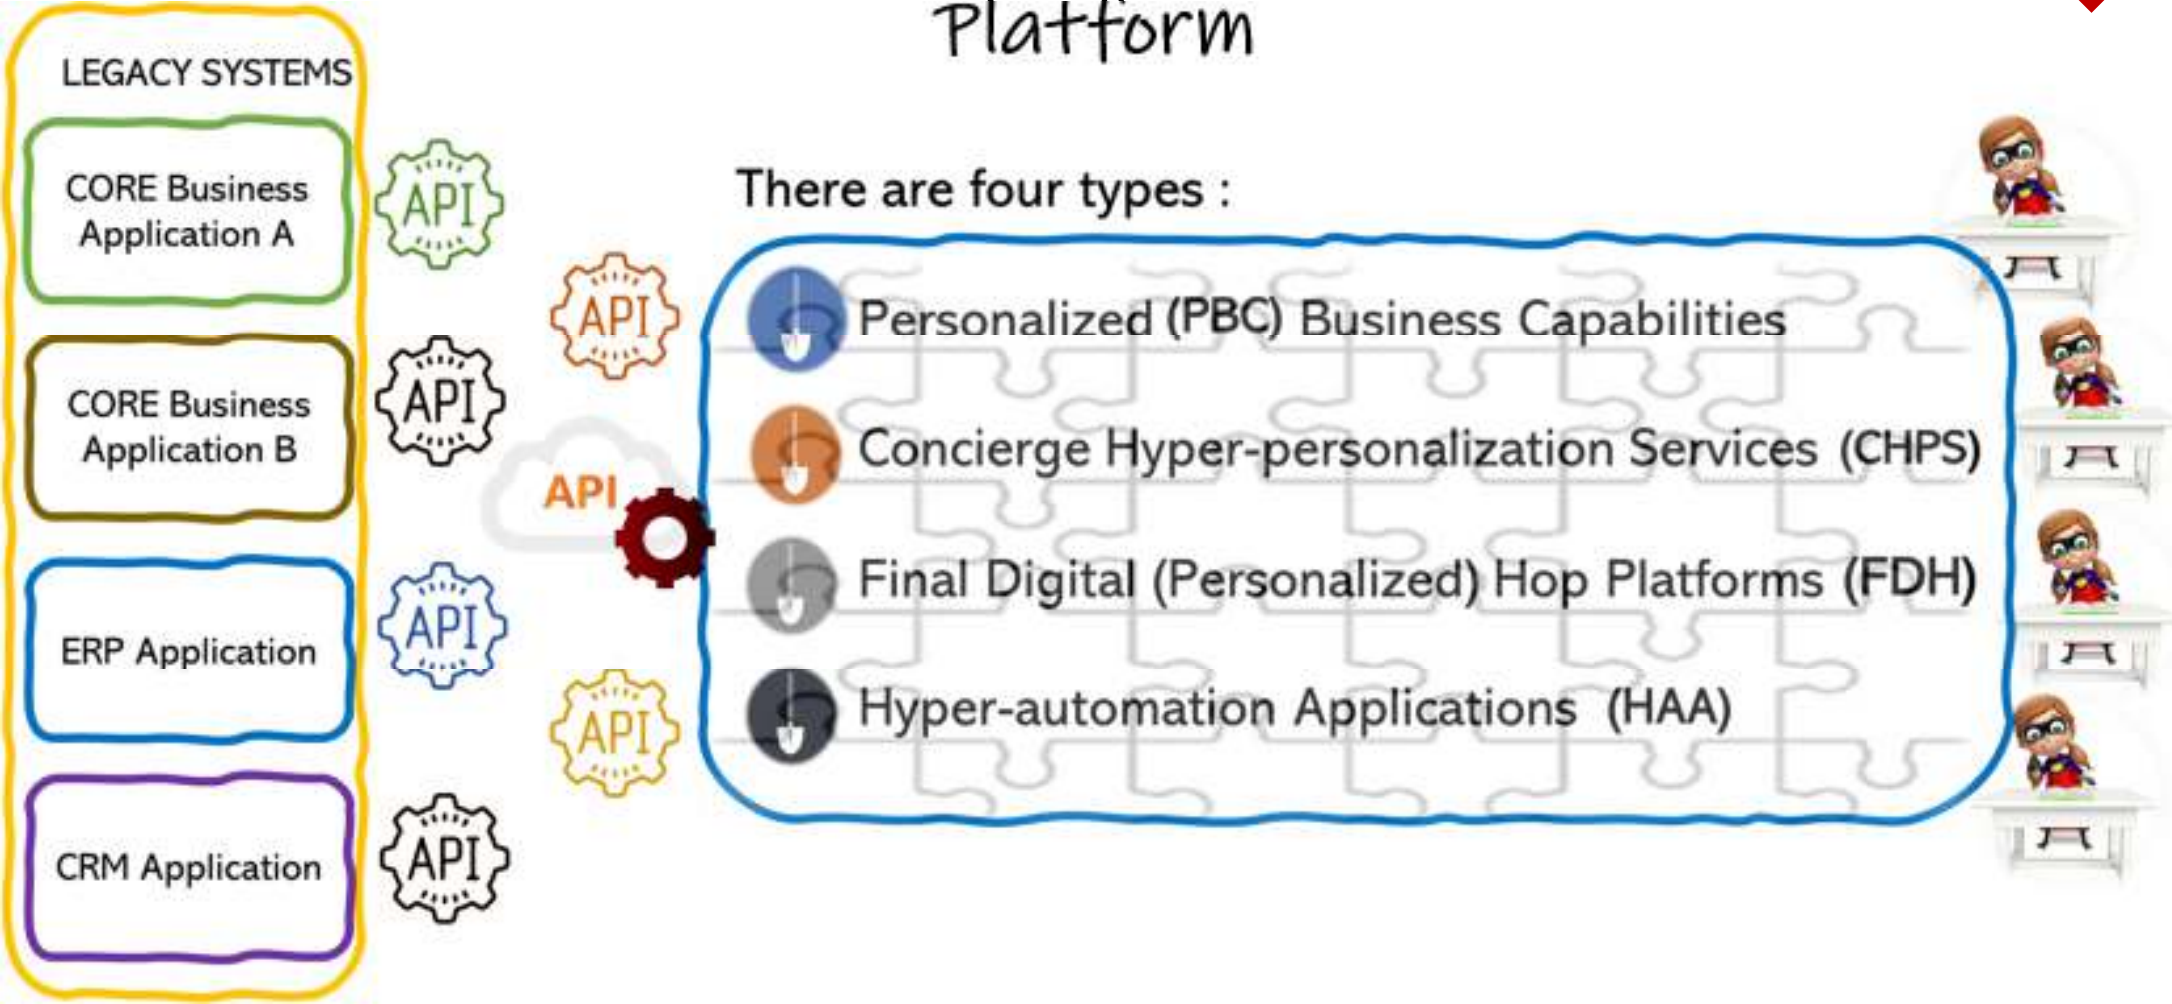 Platform
LEGACY SYSTEMS
CORE Business
Application A
API
CORE Business
Application B
API
ERP Application
API
CRM Application
API
API
API
API
There are four types :
Personalized (PBC) Business Capabilities
Concierge Hyper-personalization Services (CHPS)
Final Digital (Personalized) Hop Platforms (FDH)
Hyper-automation Applications (HAA)